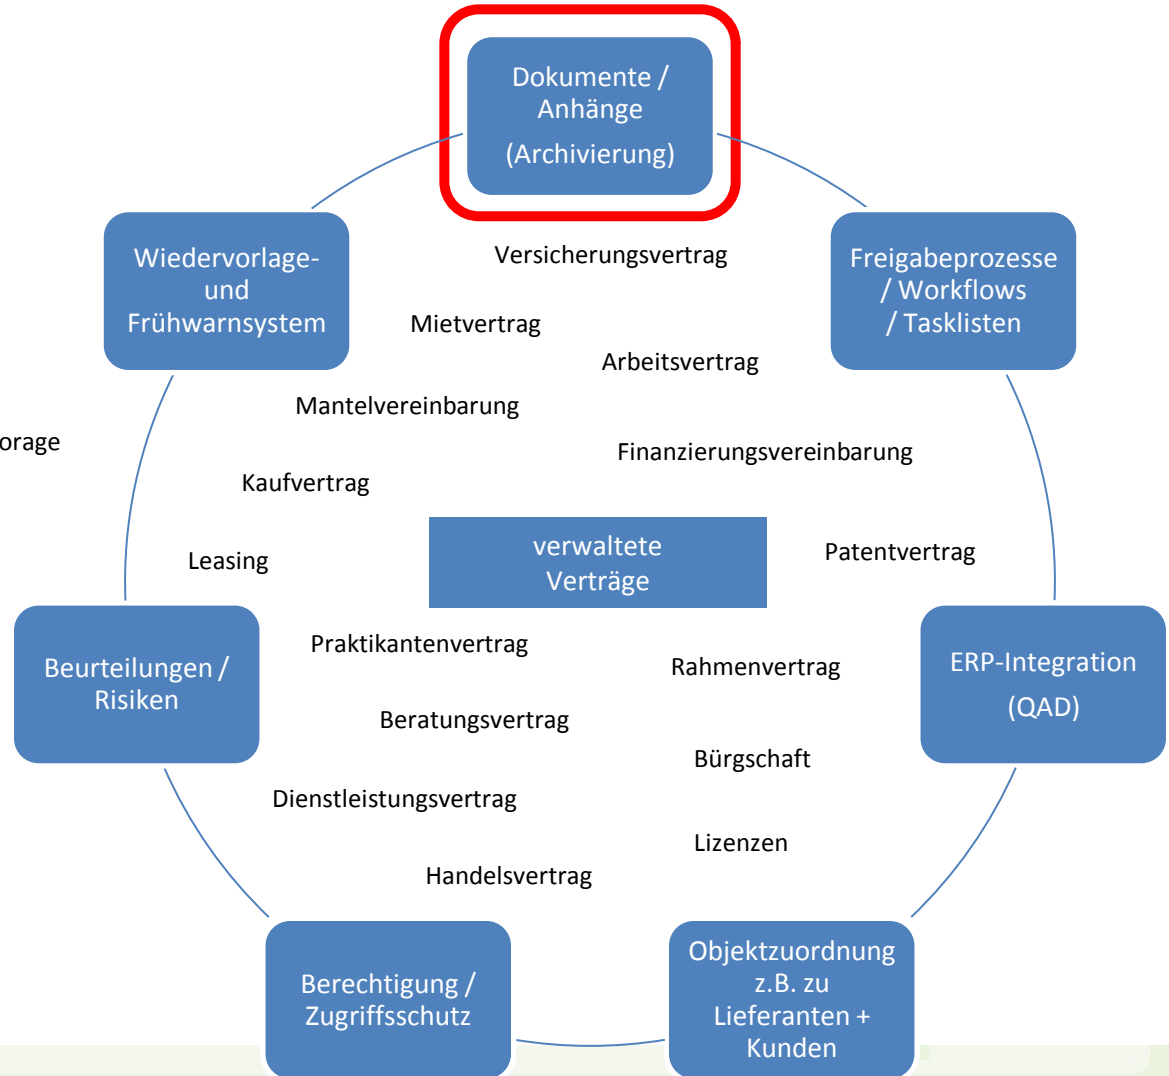 Dokumente /
Anhänge
(Archivierung)
Wiedervorlage-
und
Frühwarnsystem
Freigabeprozesse
/ Workflows
/ Tasklisten
Versicherungsvertrag
Mietvertrag
Arbeitsvertrag
Mantelvereinbarung
orage
Finanzierungsvereinbarung
Kaufvertrag
Leasing
verwaltete
Verträge
Patentvertrag
Praktikantenvertrag
Rahmenvertrag
Beurteilungen /
Risiken
ERP-Integration
(QAD)
Beratungsvertrag
Bürgschaft
Dienstleistungsvertrag
Lizenzen
Handelsvertrag
Berechtigung /
Zugriffsschutz
Objektzuordnung
z.B. zu
Lieferanten +
Kunden